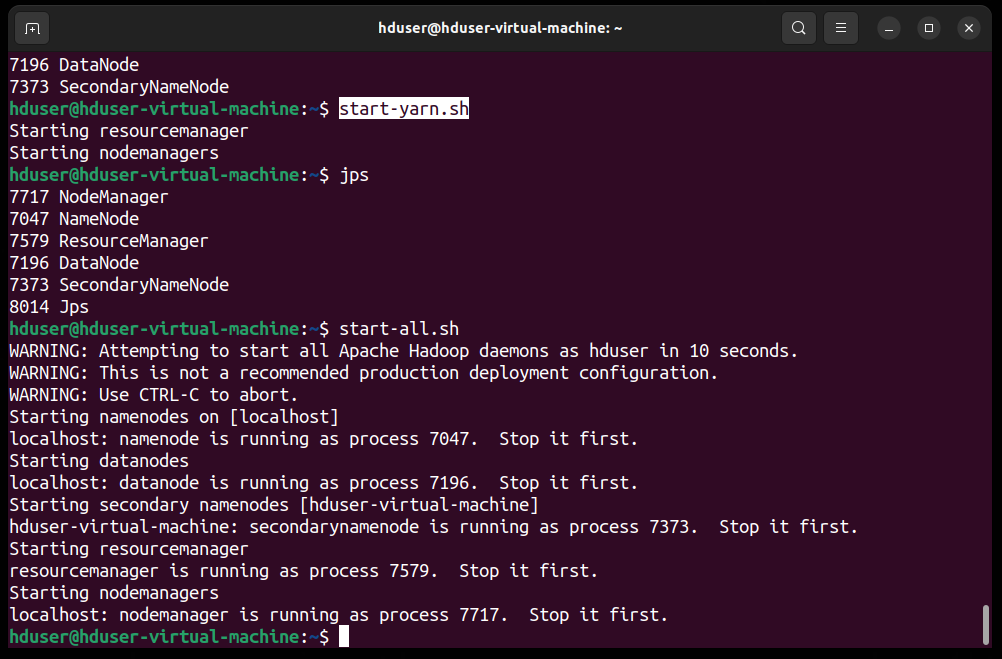 hduser@hduser-virtual-machine: ~
7196 DataNode
7373 SecondaryNameNode
hduser@hduser-virtual-machine:~$ start-yarn.sh
Starting resourcemanager
Starting nodemanagers
hduser@hduser-virtual-machine:~$ jps
7717 NodeManager
7047 NameNode
7579 ResourceManager
7196 DataNode
7373 SecondaryNameNode
8014 Jps
hduser@hduser-virtual-machine:~$ start-all.sh
WARNING: Attempting to start all Apache Hadoop daemons as hduser in 10 seconds.
WARNING: This is not a recommended production deployment configuration.
WARNING: Use CTRL-C to abort.
Starting namenodes on [localhost]
localhost: namenode is running as process 7047.  Stop it first.
Starting datanodes
localhost: datanode is running as process 7196.  Stop it first.
Starting secondary namenodes [hduser-virtual-machine]
hduser-virtual-machine: secondarynamenode is running as process 7373.  Stop it first.
Starting resourcemanager
resourcemanager is running as process 7579.  Stop it first.
Starting nodemanagers
localhost: nodemanager is running as process 7717.  Stop it first.
hduser@hduser-virtual-machine:~$